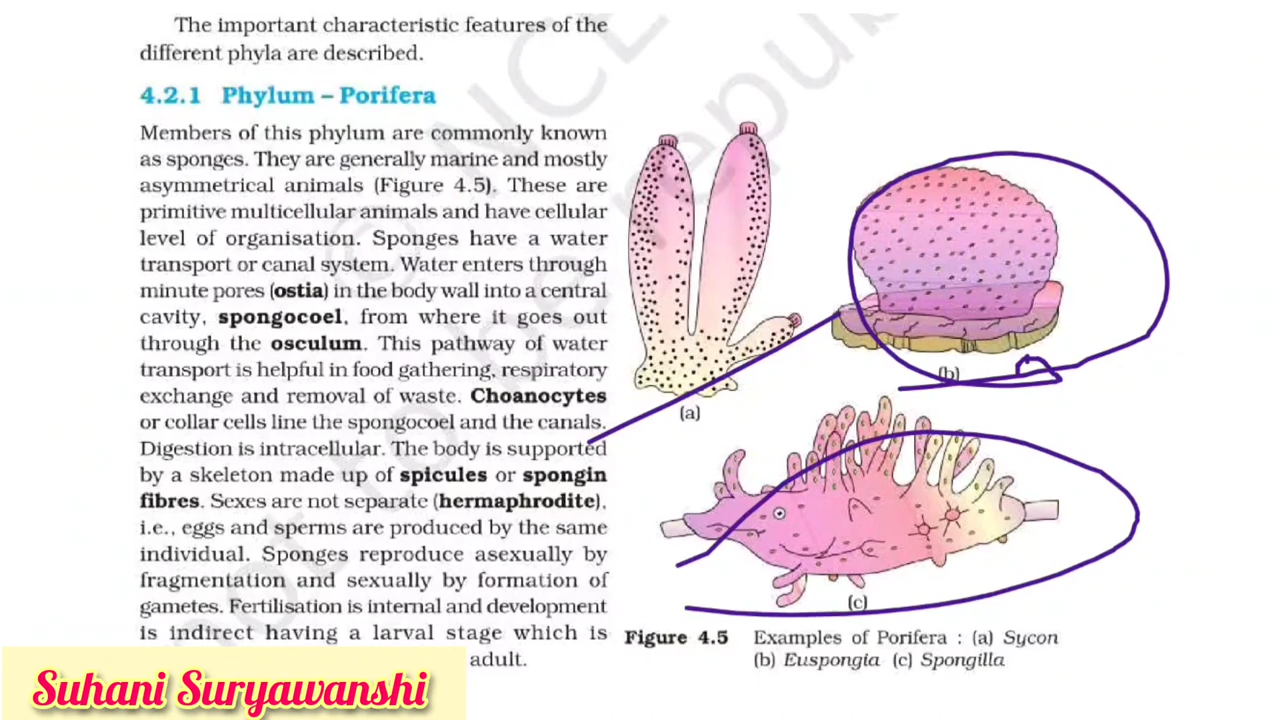 The important characteristic features of the
different phyla are described.
4.2.1 Phylum – Porifera
Members of this phylum are commonly known
as sponges. They are generally marine and mostly
asymmetrical animals (Figure 4.5). These are
primitive multicellular animals and have cellular
level of organisation. Sponges have a water
transport or canal system. Water enters through
minute pores (ostia) in the body wall into a central
cavity, spongocoel, from where it goes out
through the osculum. This pathway of water
transport is helpful in food gathering, respiratory
exchange and removal of waste. Choanocytes
or collar cells line the spongocoel and the canals.
Digestion is intracellular. The body is supported
by a skeleton made up of spicules or spongin
fibres. Sexes are not separate (hermaphrodite),
i.e., eggs and sperms are produced by the same
individual. Sponges reproduce asexually by
fragmentation and sexually by formation of
gametes. Fertilisation is internal and development
is indirect having a larval stage which is
adult.
(a)
(b)
(c)
Figure 4.5 Examples of Porifera : (a) Sycon
(b) Euspongia (c) Spongilla
Suhani Suryawanshi
© NCE
not to be republ